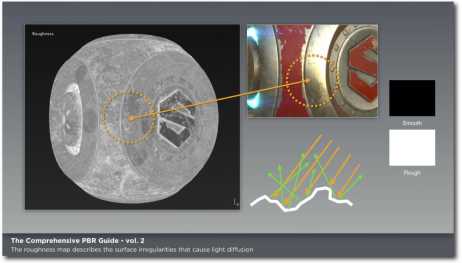 Roughness
Smooth
Rough
The Comprehensive PBR Guide - vol. 2
The roughness map describes the surface irregularities that cause light diffusion